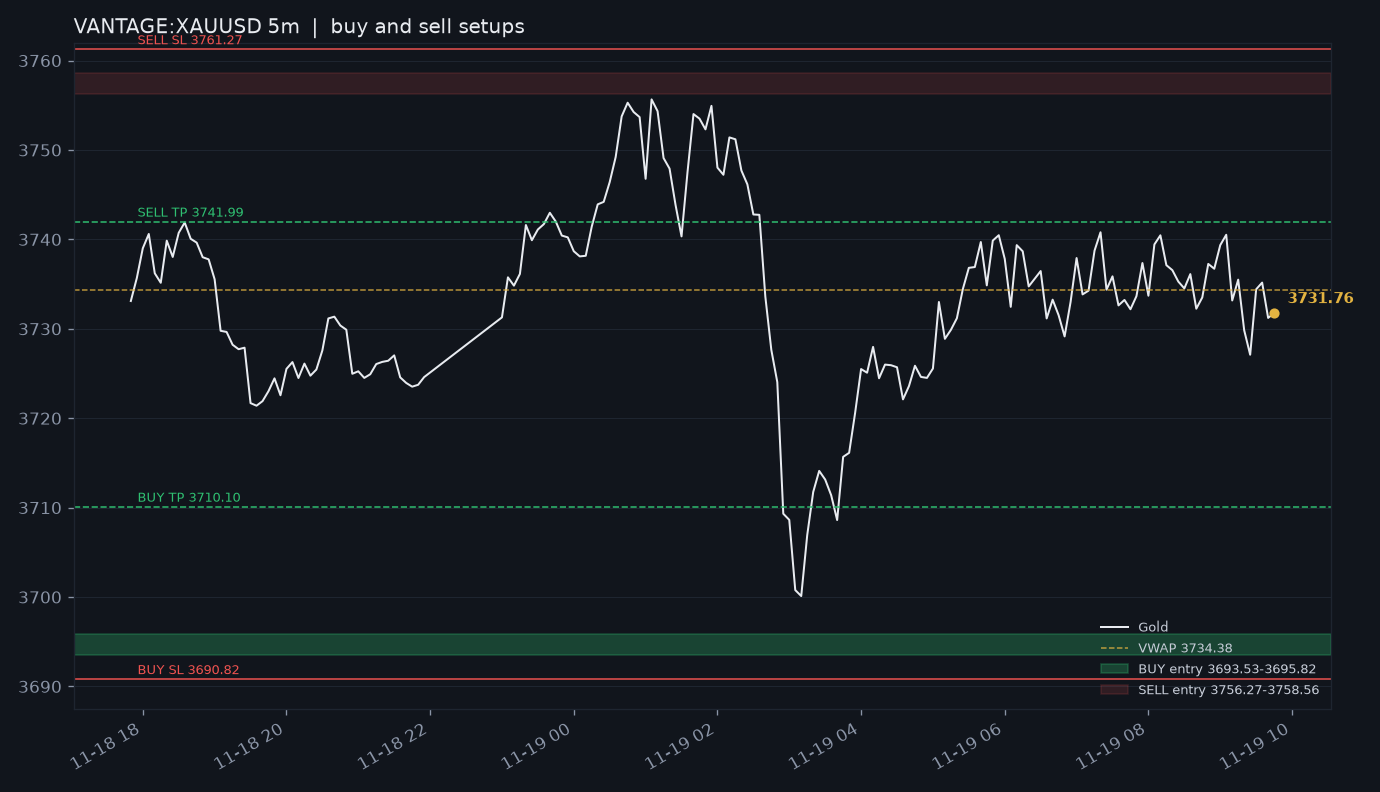 VANTAGE:XAUUSD 5m | buy and sell setups
SELL SL 3761.27
3760
3750
SELL TP 3741.99
3740
3731.76
3730
3720
BUY TP 3710.10
3710
3700
Gold
VWAP 3734.38
BUY entry 3693.53-3695.82
BUY SL 3690.82
3690
SELL entry 3756.27-3758.56
11-18 18
11-18 20
11-18 22
11-19 00
11-19 02
11-19 04
11-19 06
11-19 08
11-19 10